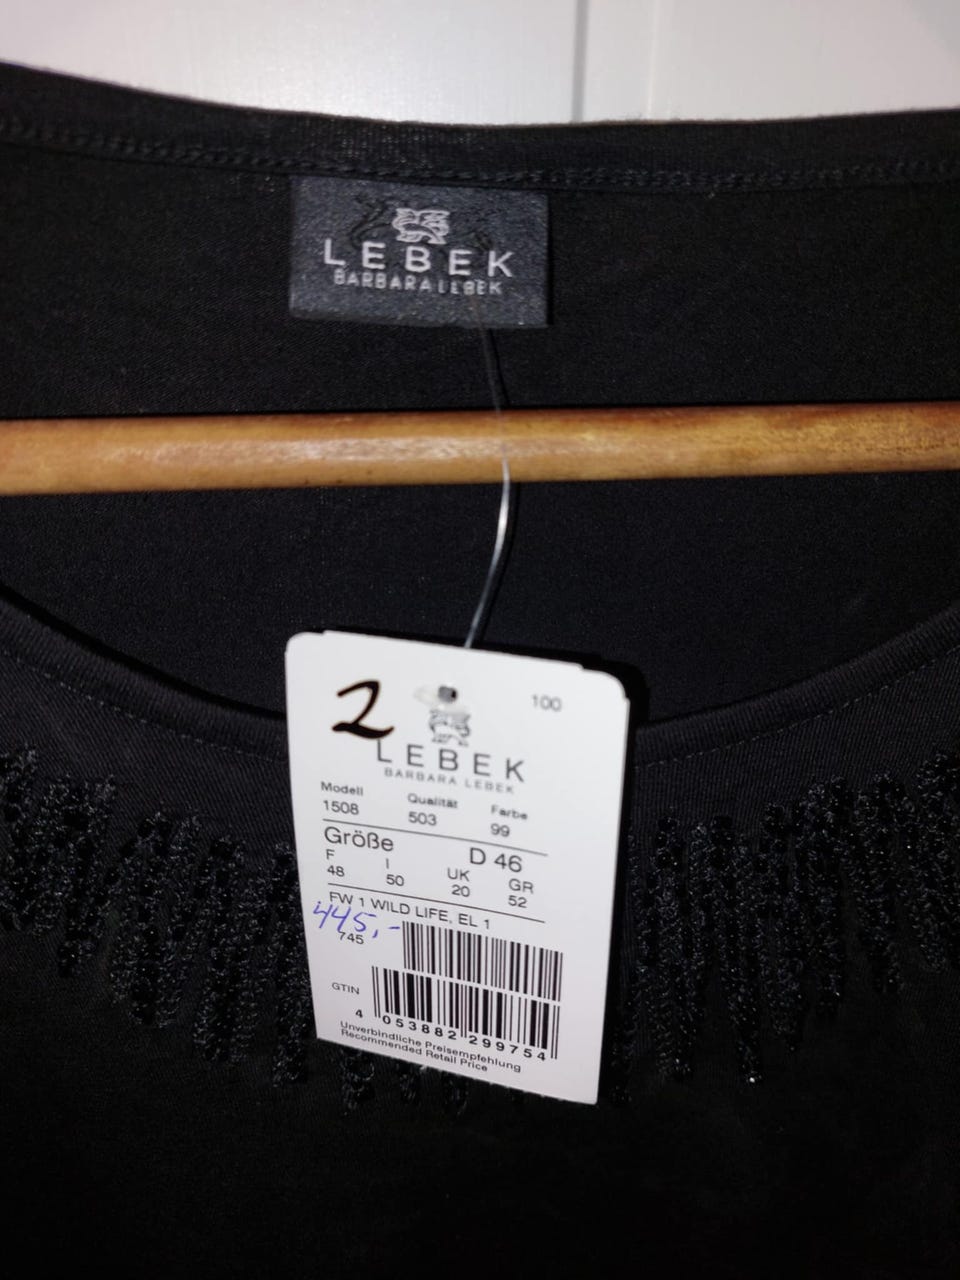 LEBEK
BARBARA LEBEK
2
100
LEBEK
BARBARA LEBEK
Modell Qualität Farbe
1508 503 99
Größe D 46
F I UK GR
48 50 20 52
FW 1 WILD LIFE, EL 1
445,-
745
GTIN
4 053882 299754
Unverbindliche Preisempfehlung
Recommended Retail Price